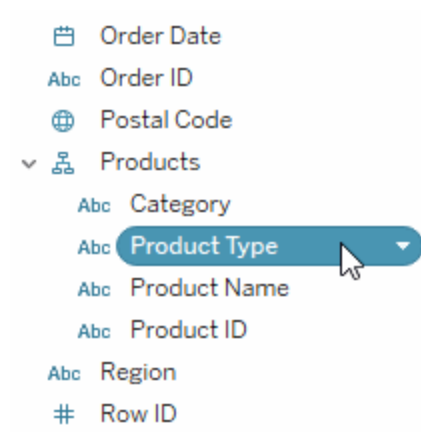 Order Date
Abc Order ID
Postal Code
Products
Abc Category
Abc Product Type
Abc Product Name
Abc Product ID
Abc Region
# Row ID